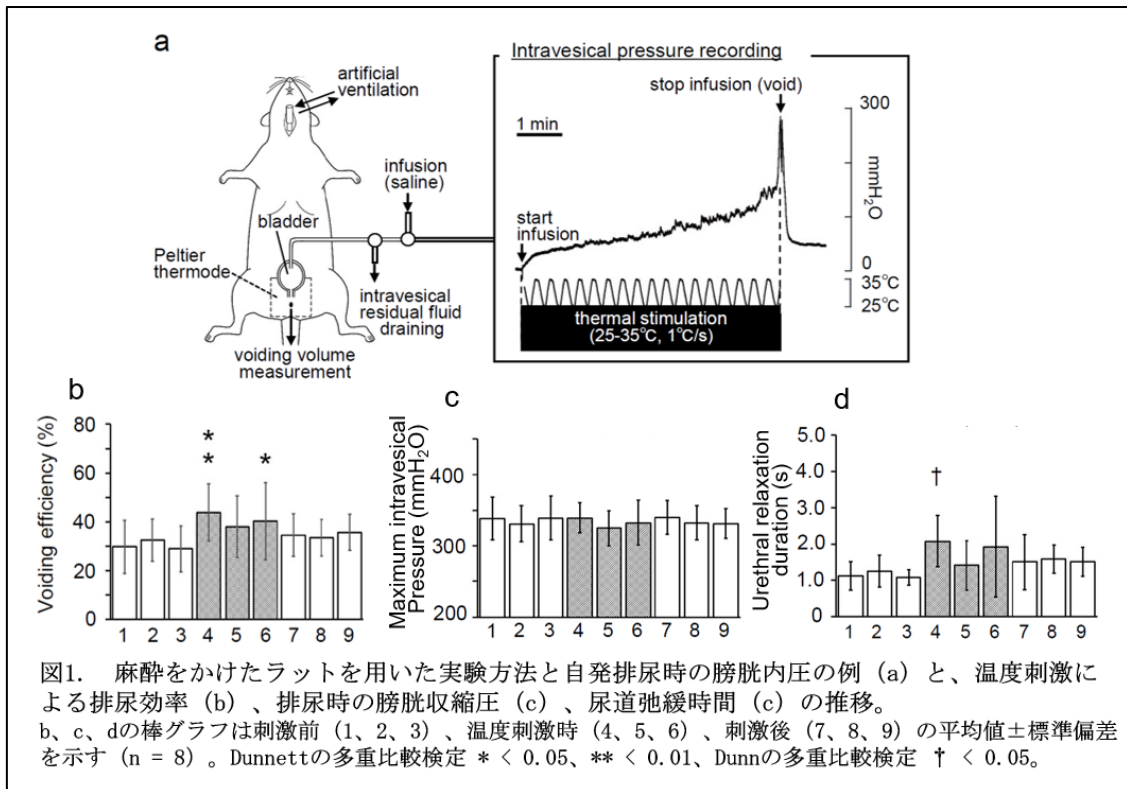 a
Intravesical pressure recording
artificial
ventilation
stop infusion (void)
300
1 min
mmH₂O
infusion
(saline)
bladder
start
infusion
0
Peltier
thermode
35℃
25℃
intravesical
residual fluid
draining
thermal stimulation
(25-35℃, 1℃/s)
voiding volume
measurement
b
Voiding efficiency (%)
80
60
40
20
0
*
*
*
1 2 3 4 5 6 7 8 9
c
Maximum intravesical
Pressure (mmH₂O)
400
300
200
1 2 3 4 5 6 7 8 9
d
Urethral relaxation
duration (s)
5.0
4.0
3.0
2.0
1.0
0
†
1 2 3 4 5 6 7 8 9
図1. 麻酔をかけたラットを用いた実験方法と自発排尿時の膀胱内圧の例（a）と、温度刺激に
よる排尿効率（b）、排尿時の膀胱収縮圧（c）、尿道弛緩時間（c）の推移。
b、c、dの棒グラフは刺激前（1、2、3）、温度刺激時（4、5、6）、刺激後（7、8、9）の平均値±標準偏差
を示す（n = 8）。Dunnettの多重比較検定 * < 0.05、** < 0.01、Dunnの多重比較検定 † < 0.05。